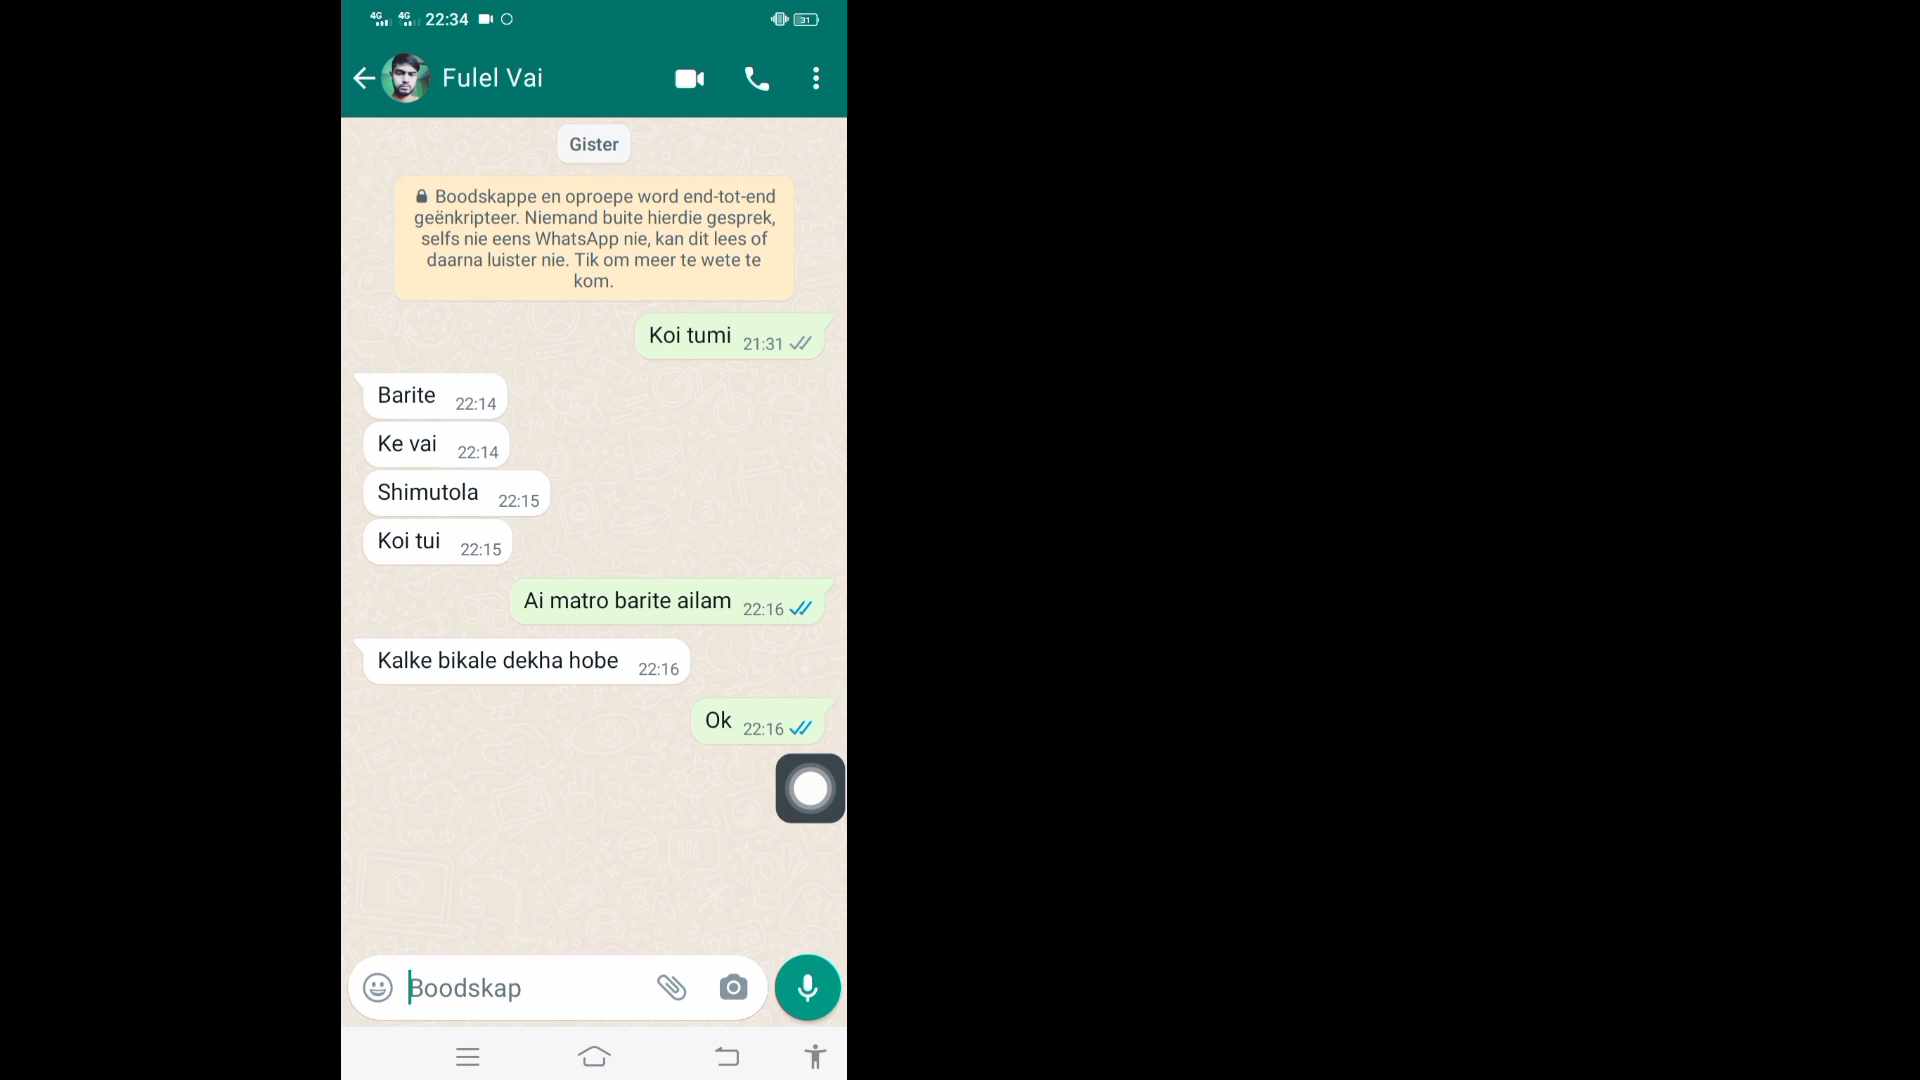 4G 4G 22:34 31
Fulel Vai
Gister
Boodskappe en oproepe word end-tot-end
geënkripteer. Niemand buite hierdie gesprek,
selfs nie eens WhatsApp nie, kan dit lees of
daarna luister nie. Tik om meer te wete te
kom.
Koi tumi 21:31
Barite 22:14
Ke vai 22:14
Shimutola 22:15
Koi tui 22:15
Ai matro barite ailam 22:16
Kalke bikale dekha hobe 22:16
Ok 22:16
Boodskap